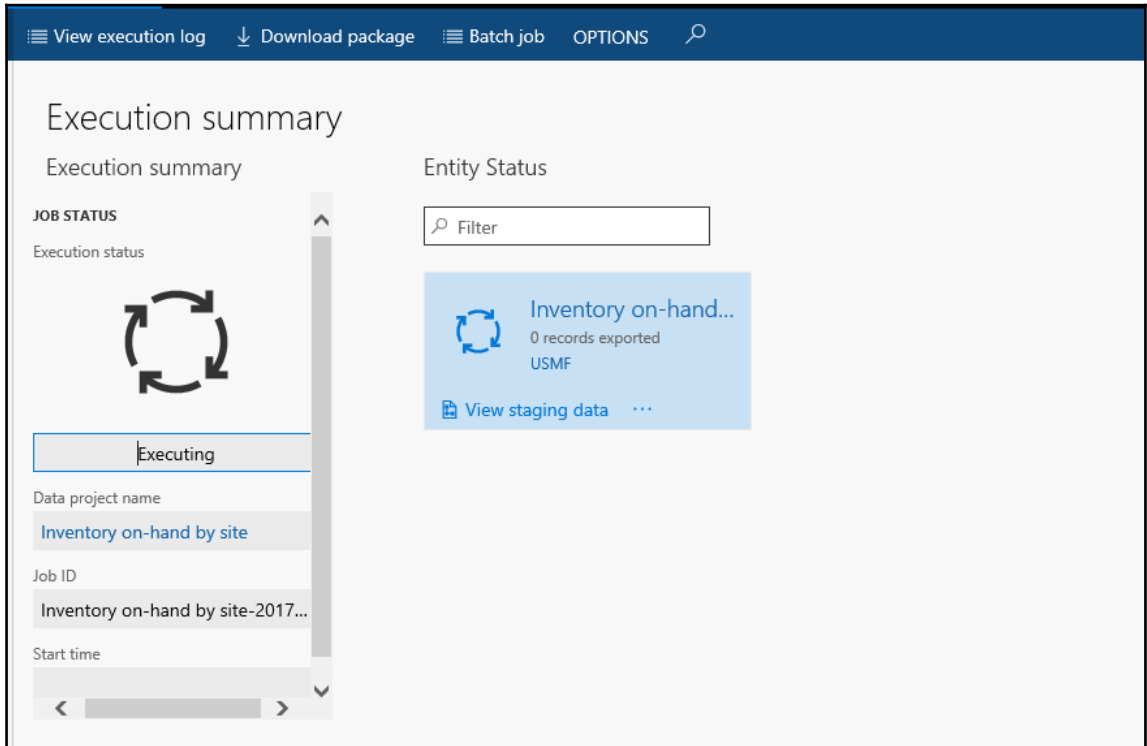 View execution log Download package Batch job OPTIONS
Execution summary
Execution summary
JOB STATUS
Execution status
Executing
Data project name
Inventory on-hand by site
Job ID
Inventory on-hand by site-2017...
Start time
Entity Status
Filter
Inventory on-hand...
0 records exported
USMF
View staging data ...